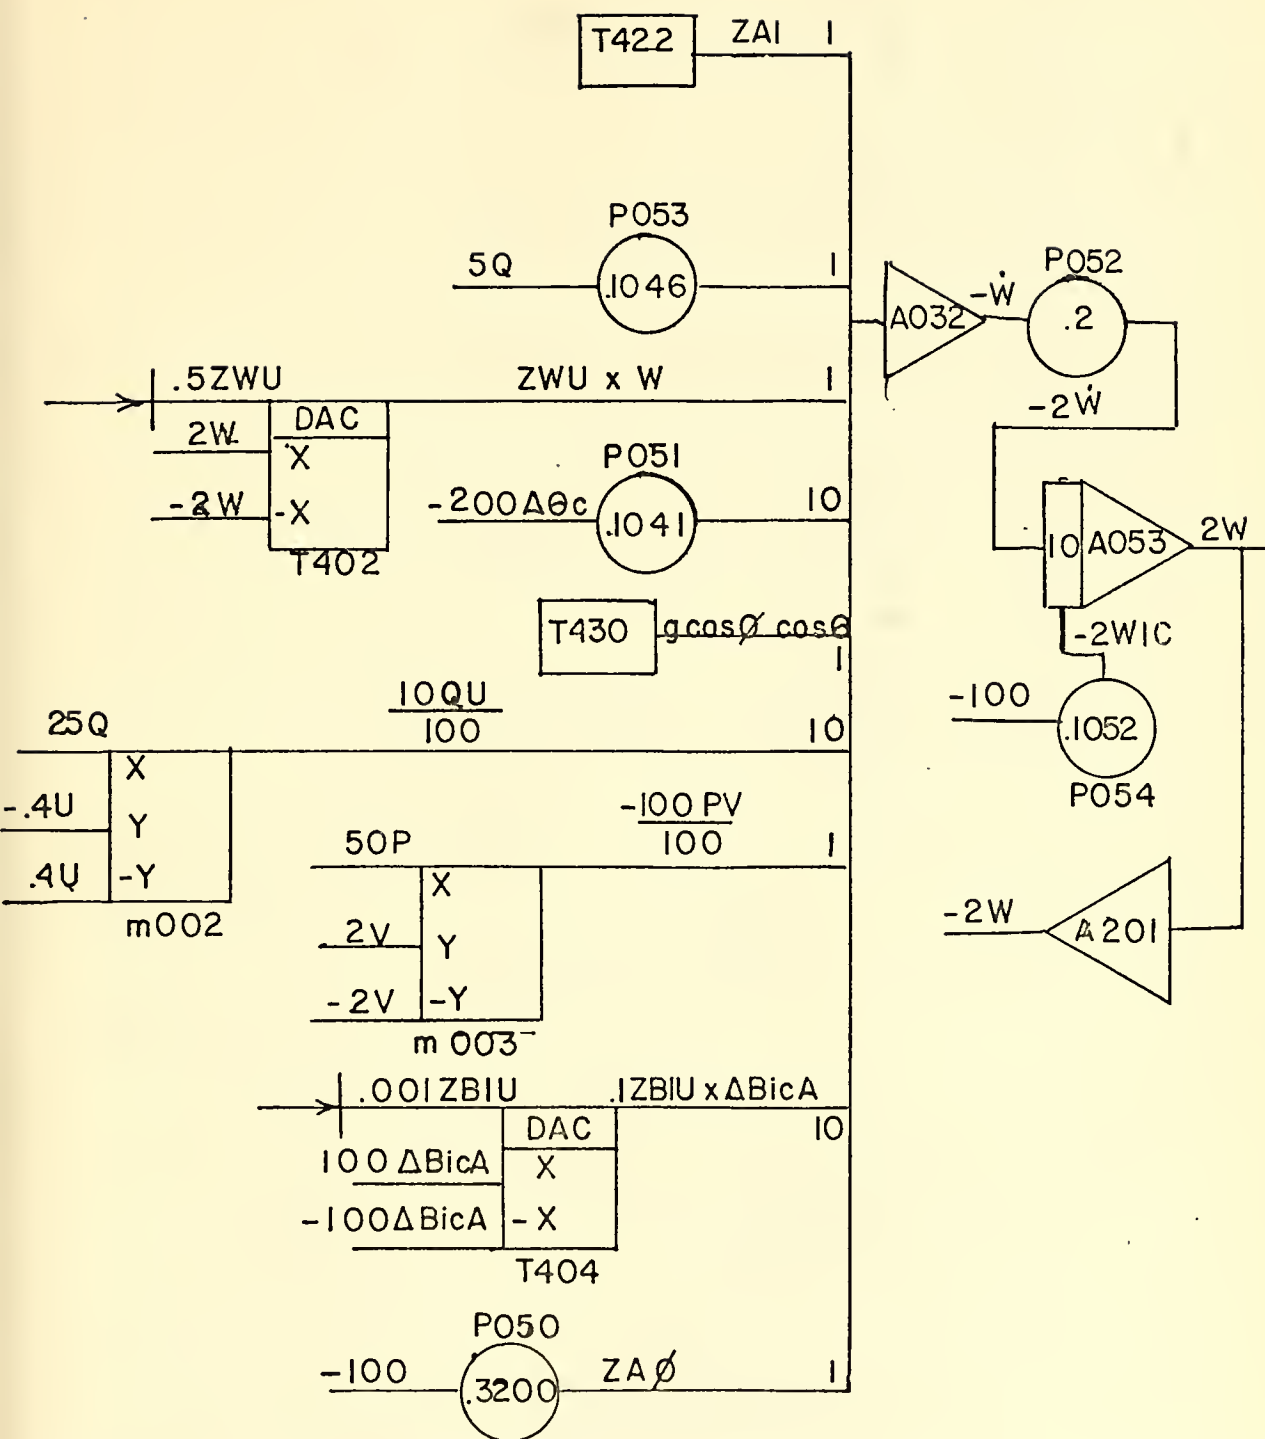 T422 ZAI 1
P053
5Q .1046 1
P052
A032 -Ẇ .2
-2Ẇ
.5ZWU ZWU x W 1
DAC
2W X
-2W -X
T402
P051
-200Δθc .1041 10
10 A053 2W
T430 gcosØ cosθ
1
-2WIC
-100 .1052
P054
25Q 10QU 10
100
X
-.4U Y
.4U -Y
m002
50P -100 PV 1
100
X
2V Y
-2V -Y
m003
-2W A201
.001ZBIU .1ZBIU x ΔBicA
DAC 10
100ΔBicA X
-100ΔBicA -X
T404
P050
-100 .3200 ZAØ 1